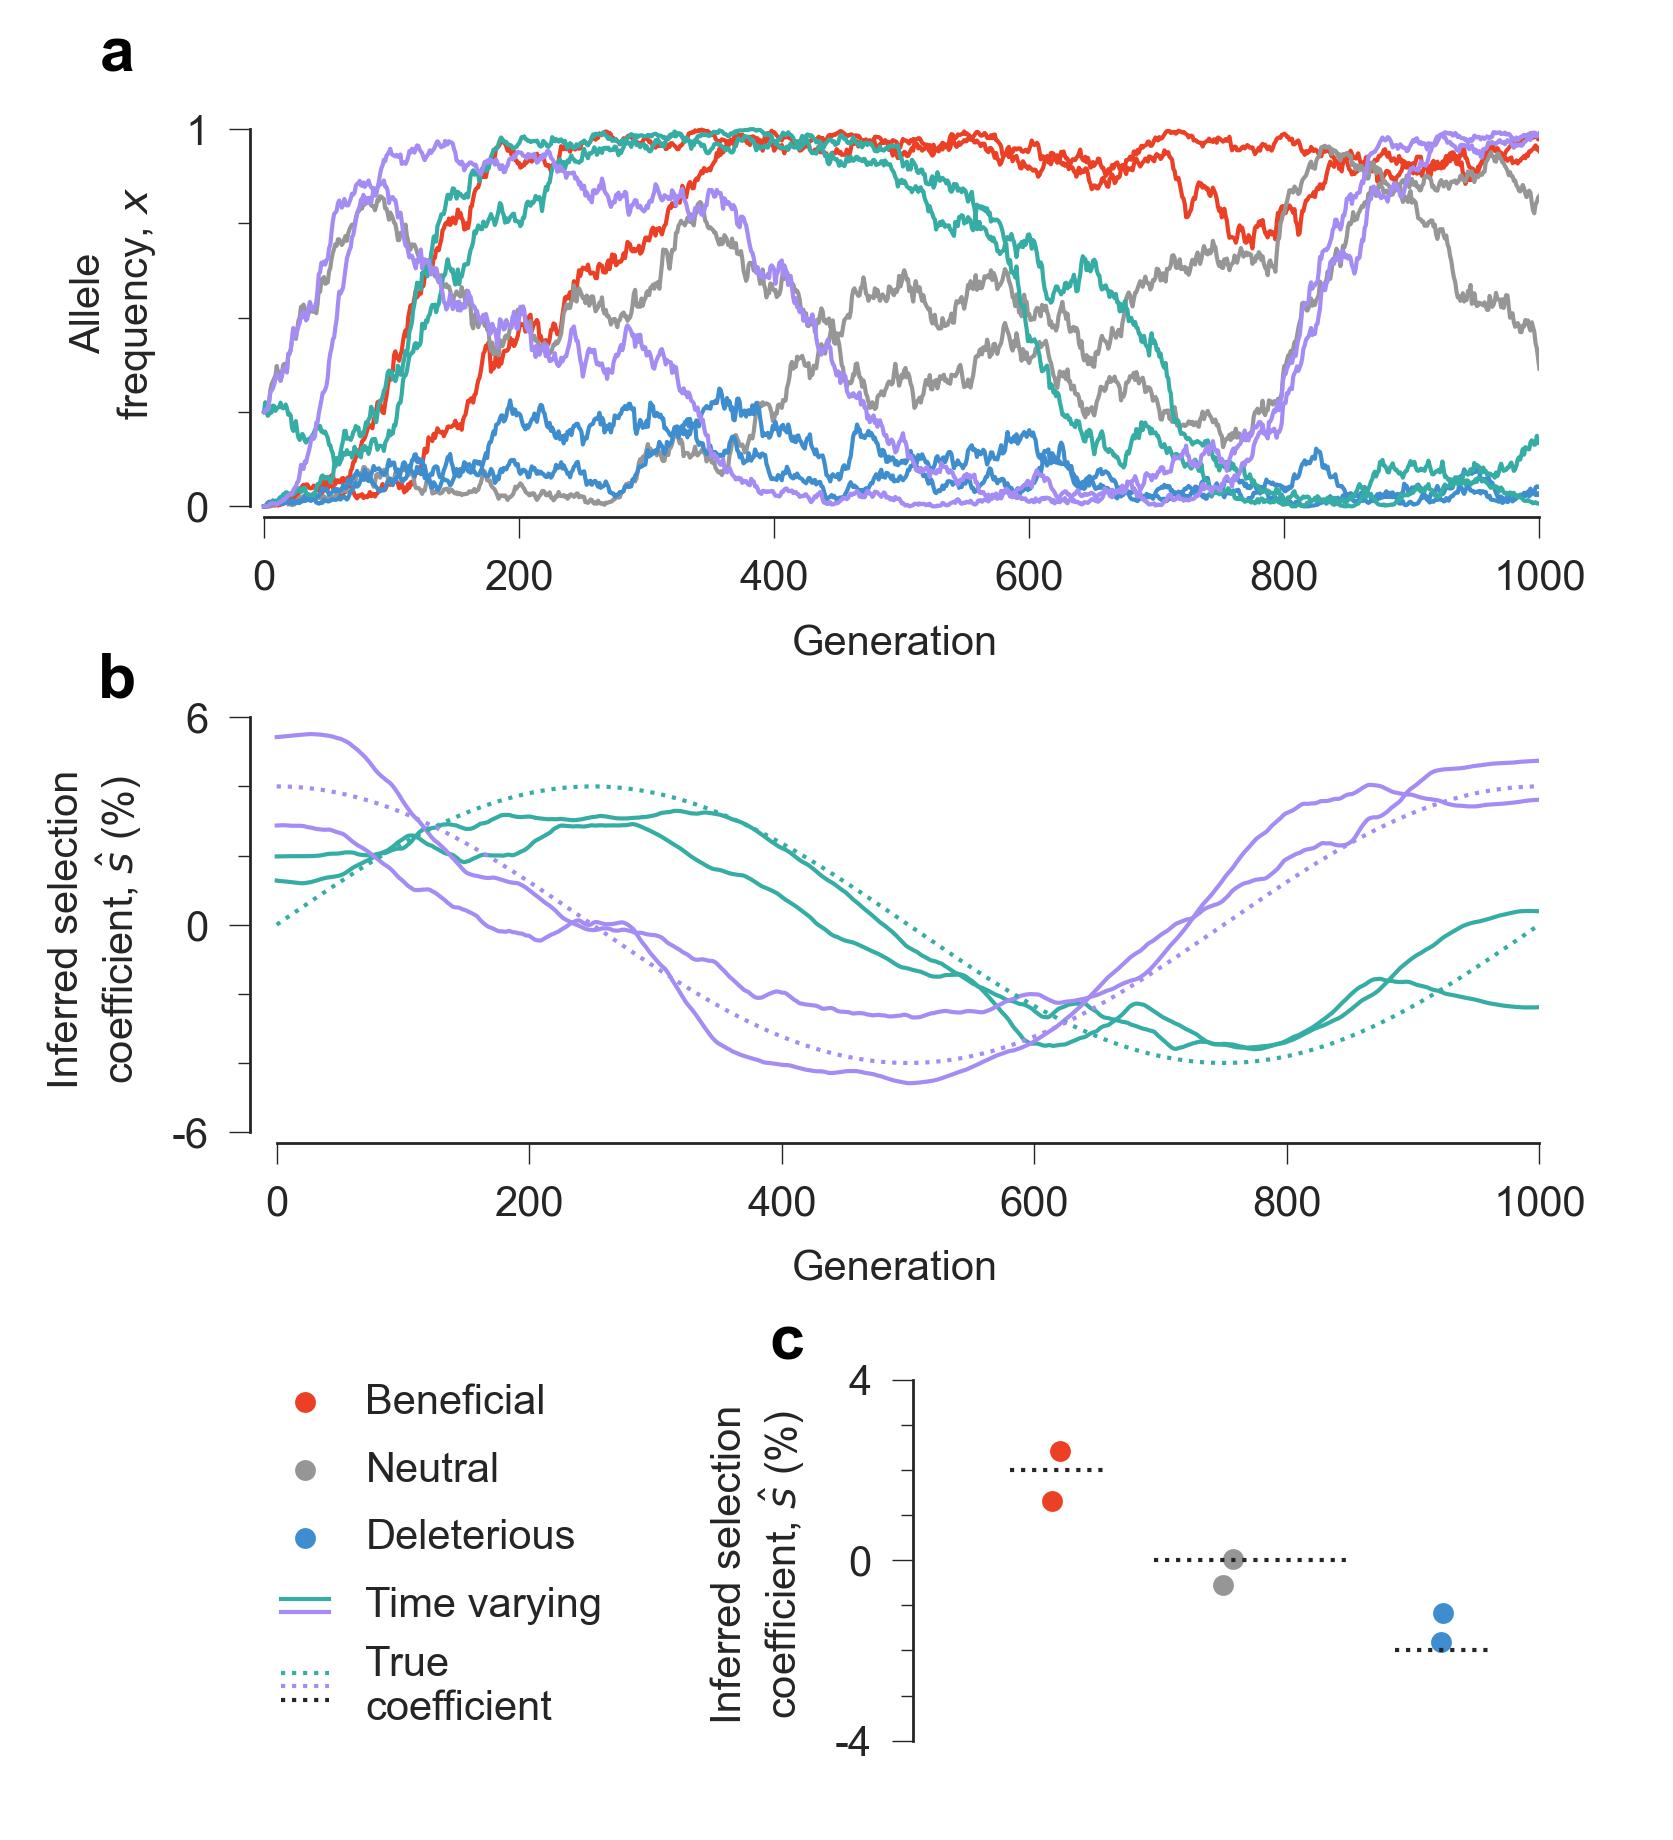 a
1
0
Allele
frequency, x
0 200 400 600 800 1000
Generation
b
6
0
-6
Inferred selection
coefficient, ŝ (%)
0 200 400 600 800 1000
Generation
c
4
0
-4
Inferred selection
coefficient, ŝ (%)
Beneficial
Neutral
Deleterious
Time varying
True
coefficient